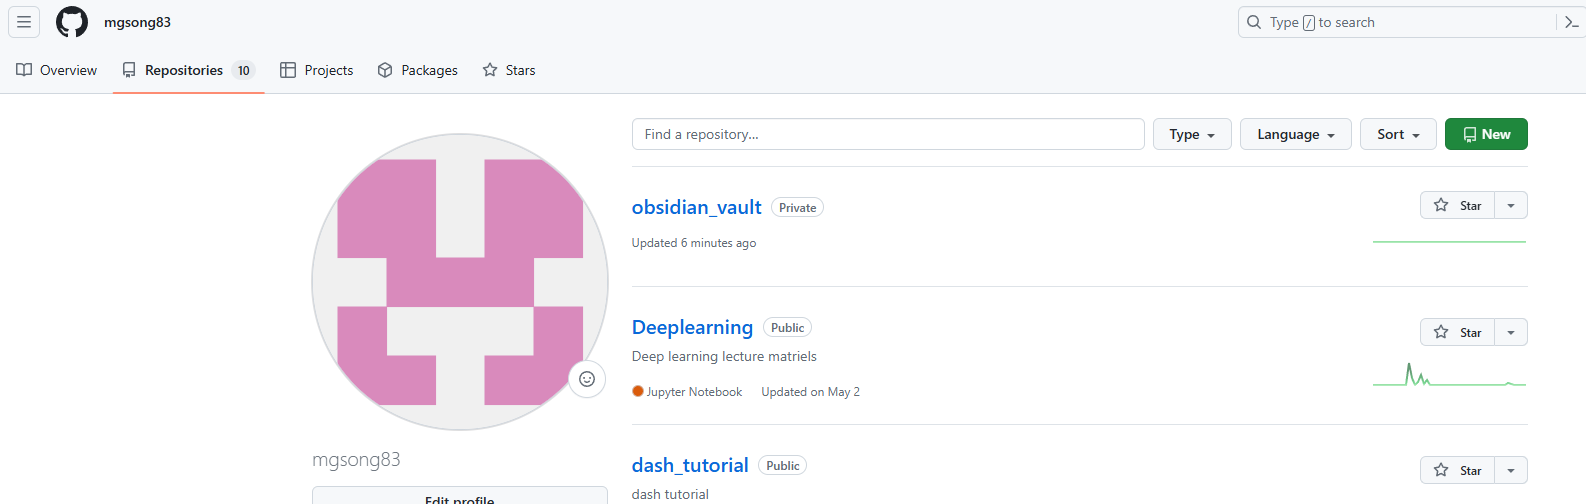 mgsong83
Type / to search
Overview
Repositories 10
Projects
Packages
Stars
Find a repository...
Type
Language
Sort
New
obsidian_vault Private
Star
Updated 6 minutes ago
Deeplearning Public
Star
Deep learning lecture matriels
Jupyter Notebook Updated on May 2
mgsong83
dash_tutorial Public
Star
dash tutorial
Edit profile